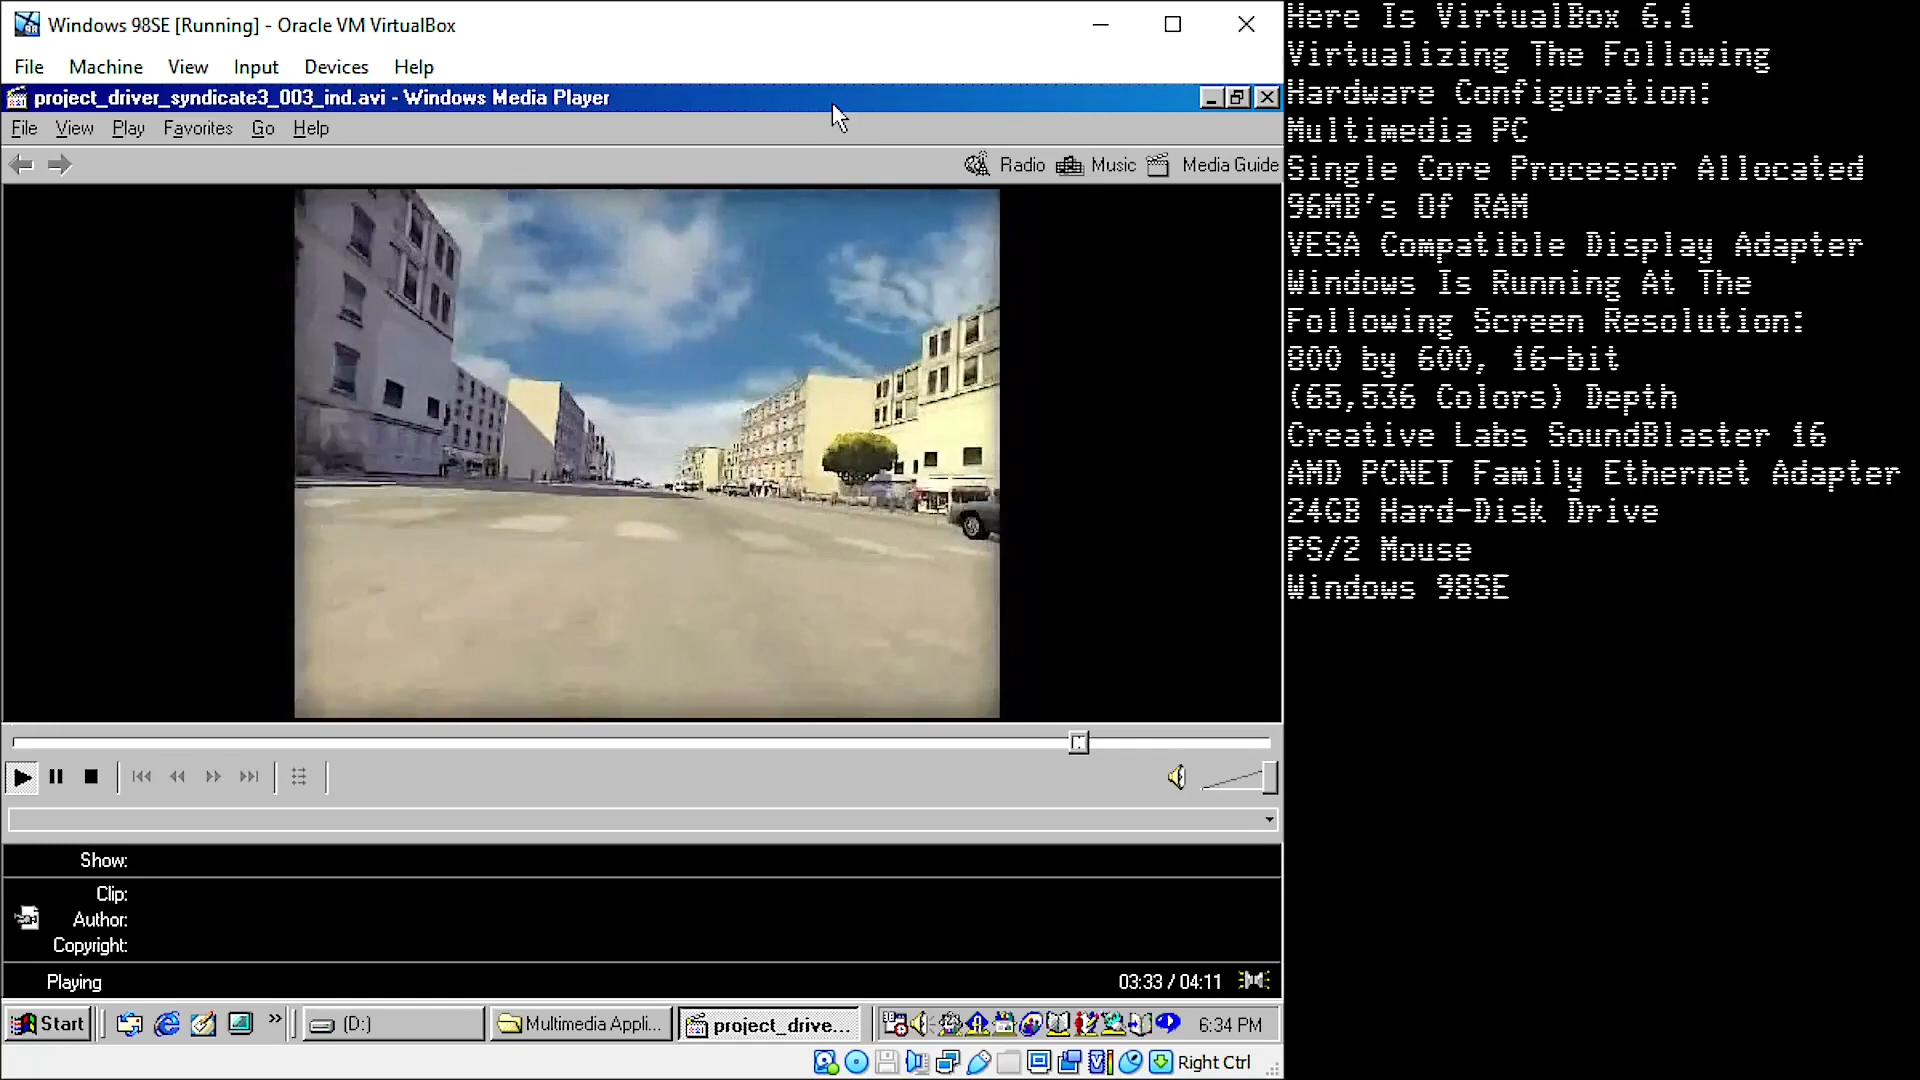 Windows 98SE [Running] - Oracle VM VirtualBox
File Machine View Input Devices Help
project_driver_syndicate3_003_ind.avi - Windows Media Player
File View Play Favorites Go Help
Radio Music Media Guide
Show:
Clip:
Author:
Copyright:
Playing
03:33 / 04:11
Start
(D:)
Multimedia Appli...
project_drive...
6:34 PM
Right Ctrl
Here Is VirtualBox 6.1
Virtualizing The Following
Hardware Configuration:
Multimedia PC
Single Core Processor Allocated
96MB's Of RAM
VESA Compatible Display Adapter
Windows Is Running At The
Following Screen Resolution:
800 by 600, 16-bit
(65,536 Colors) Depth
Creative Labs SoundBlaster 16
AMD PCNET Family Ethernet Adapter
24GB Hard-Disk Drive
PS/2 Mouse
Windows 98SE